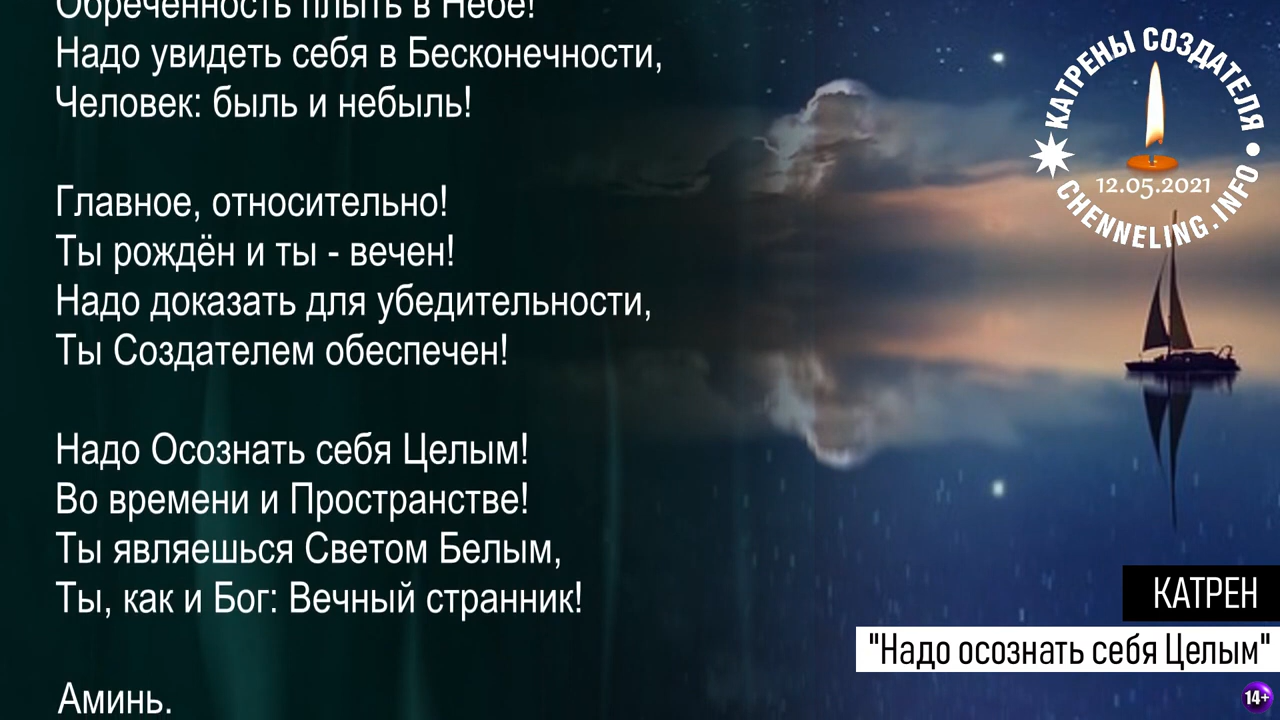 Обреченность плыть в Небе!
Надо увидеть себя в Бесконечности,
Человек: быль и небыль!
Главное, относительно!
Ты рождён и ты - вечен!
Надо доказать для убедительности,
Ты Создателем обеспечен!
Надо Осознать себя Целым!
Во времени и Пространстве!
Ты являешься Светом Белым,
Ты, как и Бог: Вечный странник!
Аминь.
КАТРЕНЫ СОЗДАТЕЛЯ
12.05.2021
CHENNELING.INFO
КАТРЕН
"Надо осознать себя Целым"
14+